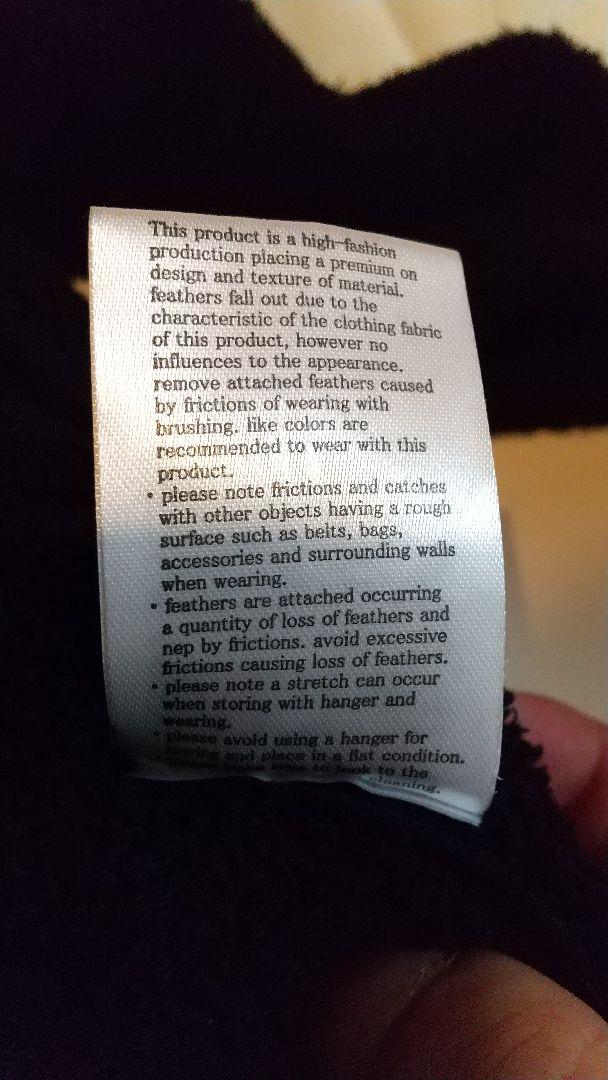 This product is a high-fashion
production placing a premium on
design and texture of material.
feathers fall out due to the
characteristic of the clothing fabric
of this product, however no
influences to the appearance.
remove attached feathers caused
by frictions of wearing with
brushing. like colors are
recommended to wear with this
product.
• please note frictions and catches
with other objects having a rough
surface such as belts, bags,
accessories and surrounding walls
when wearing.
• feathers are attached occurring
a quantity of loss of feathers and
nep by frictions. avoid excessive
frictions causing loss of feathers.
• please note a stretch can occur
when storing with hanger and
wearing.
• please avoid using a hanger for
storing and place in a flat condition.
to look to the
cleaning.